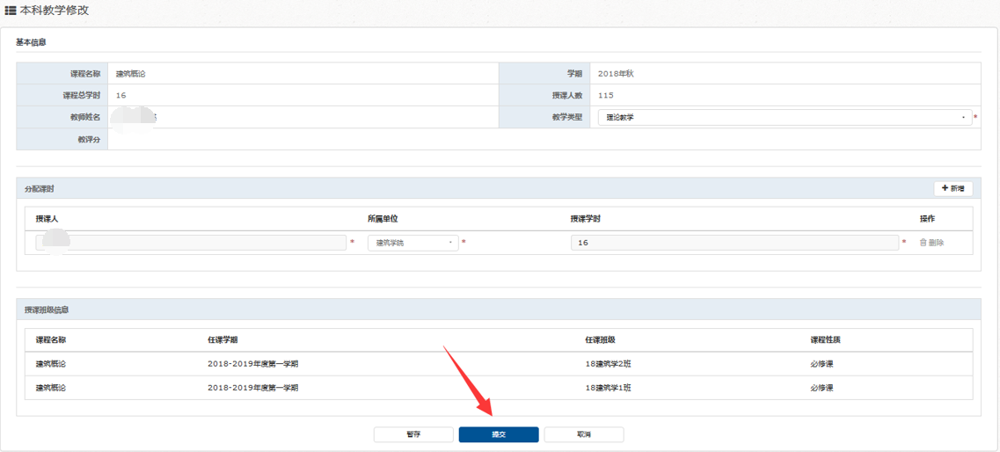 本科教学修改
基本信息
课程名称 建筑概论 学期 2018年秋
课程总学时 16 授课人数 115
教师姓名 教学类型 理论教学 *
教评分
分配课时 新增
授课人 所属单位 授课学时 操作
* 建筑学院 * 16 * 删除
授课班级信息
课程名称 任课学期 任课班级 课程性质
建筑概论 2018-2019年度第一学期 18建筑学2班 必修课
建筑概论 2018-2019年度第一学期 18建筑学1班 必修课
暂存 提交 取消